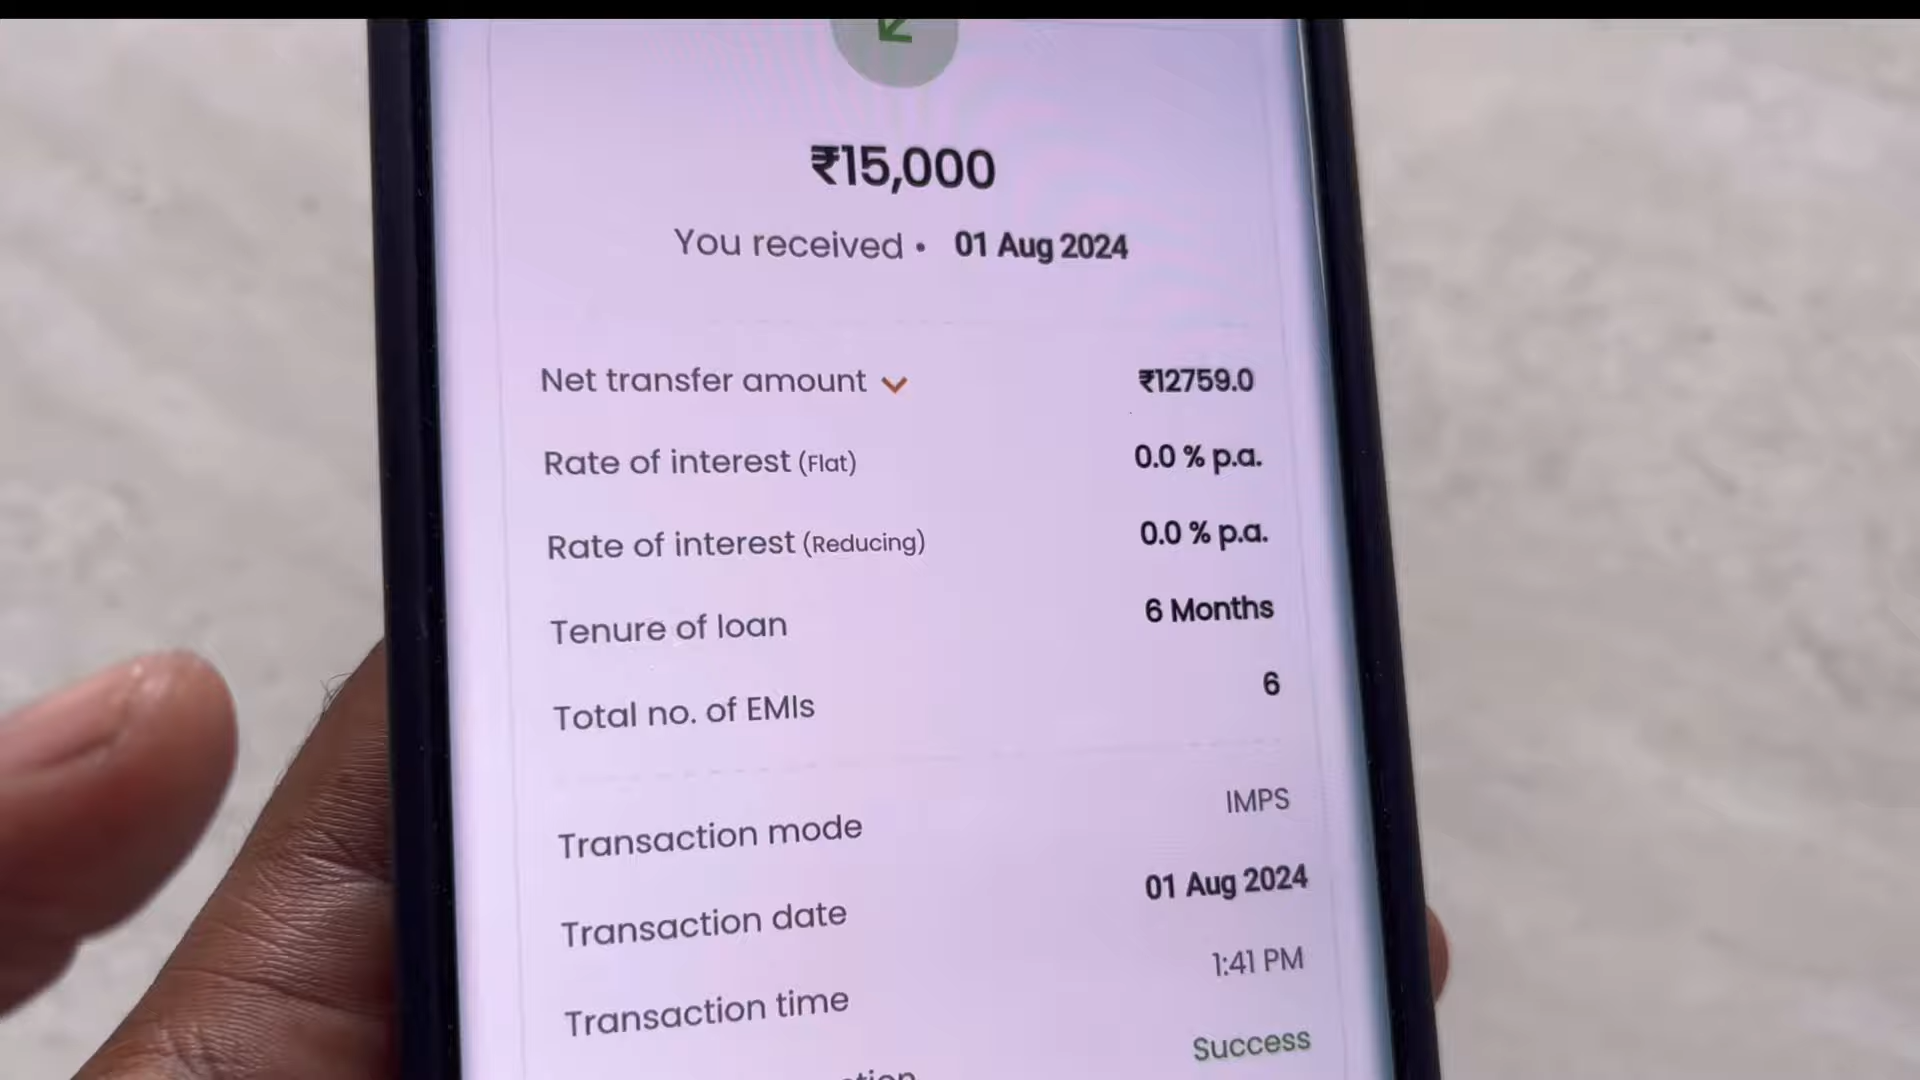 ₹15,000
You received • 01 Aug 2024
Net transfer amount ₹12759.0
Rate of interest (Flat) 0.0 % p.a.
Rate of interest (Reducing) 0.0 % p.a.
Tenure of loan 6 Months
Total no. of EMIs 6
Transaction mode IMPS
Transaction date 01 Aug 2024
Transaction time 1:41 PM
Success